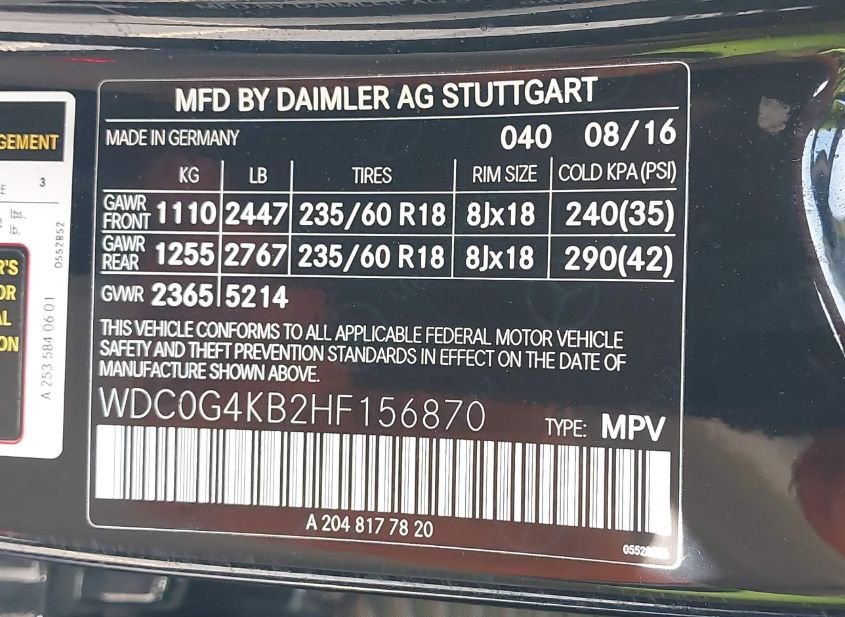 MFD BY DAIMLER AG STUTTGART
MADE IN GERMANY 040 08/16
KG LB TIRES RIM SIZE COLD KPA (PSI)
GAWR FRONT 1110 2447 235/60 R18 8Jx18 240(35)
GAWR REAR 1255 2767 235/60 R18 8Jx18 290(42)
GVWR 2365 5214
THIS VEHICLE CONFORMS TO ALL APPLICABLE FEDERAL MOTOR VEHICLE
SAFETY AND THEFT PREVENTION STANDARDS IN EFFECT ON THE DATE OF
MANUFACTURE SHOWN ABOVE.
WDC0G4KB2HF156870 TYPE: MPV
A 204 817 78 20
3
lbs.
lb.
0552852
A 253 584 06 01